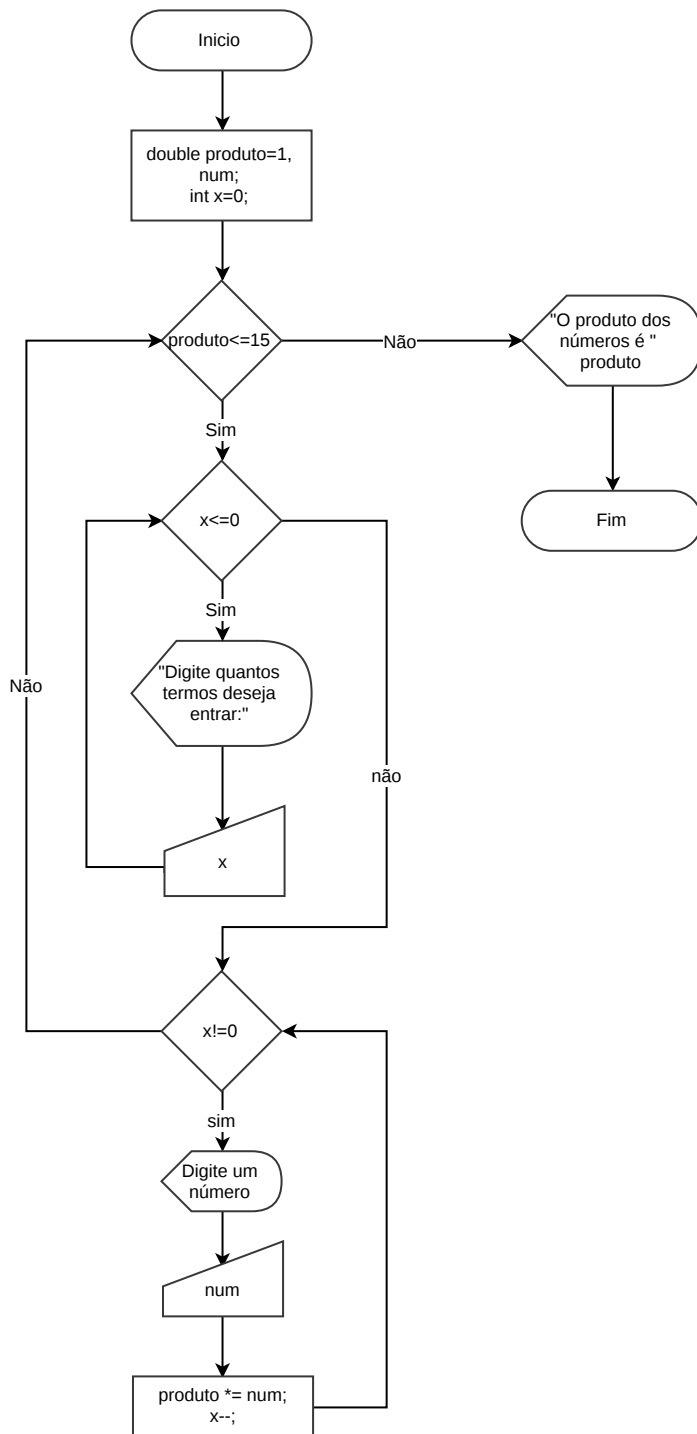 Inicio
double produto=1,
num;
int x=0;
produto<=15
Não
"O produto dos
números é "
produto
Fim
Sim
x<=0
Sim
"Digite quantos
termos deseja
entrar:"
x
não
Não
x!=0
sim
Digite um
número
num
produto *= num;
x--;